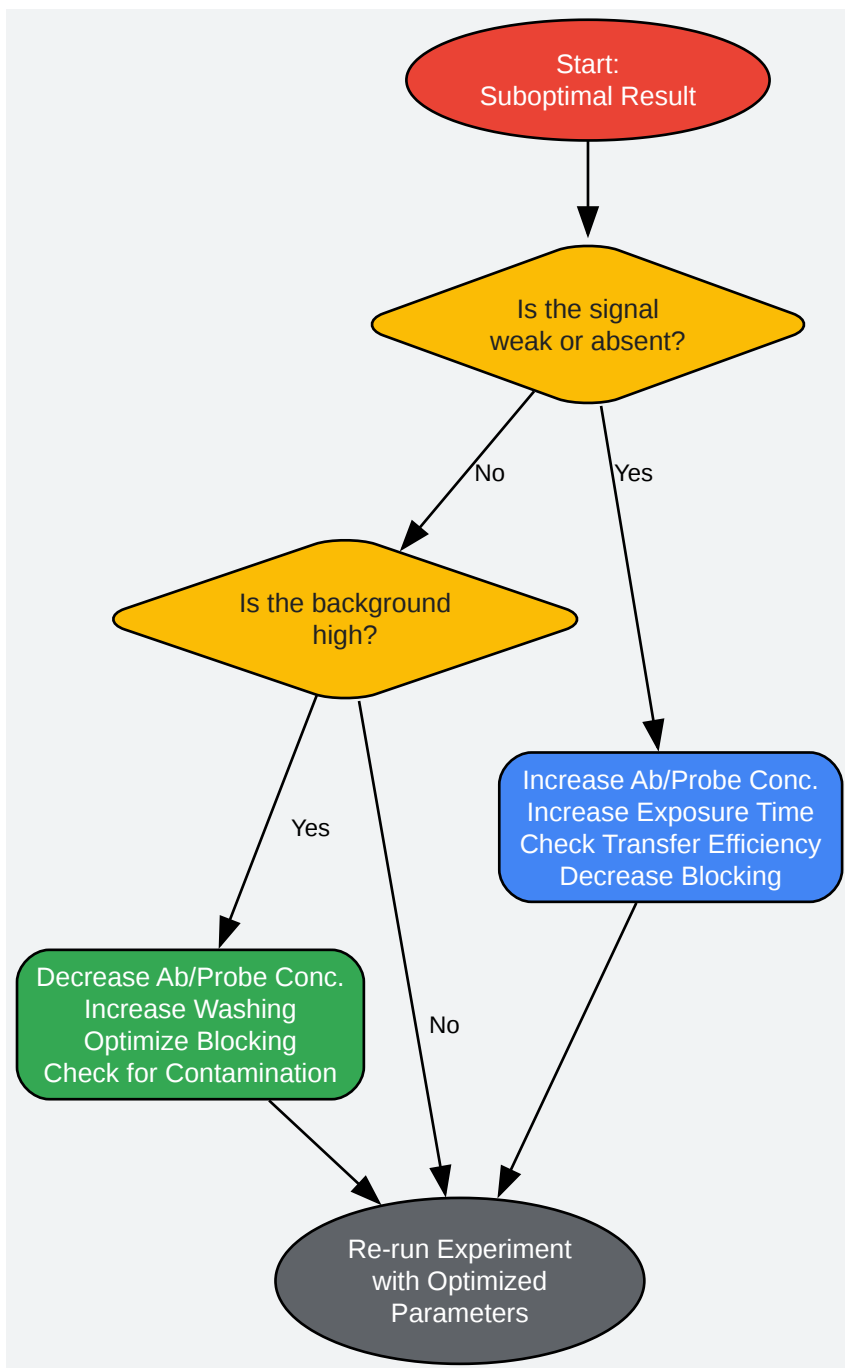 Start:
Suboptimal Result
Is the signal
weak or absent?
No
Yes
Is the background
high?
Increase Ab/Probe Conc.
Increase Exposure Time
Check Transfer Efficiency
Decrease Blocking
Yes
Decrease Ab/Probe Conc.
Increase Washing
Optimize Blocking
Check for Contamination
No
Re-run Experiment
with Optimized
Parameters